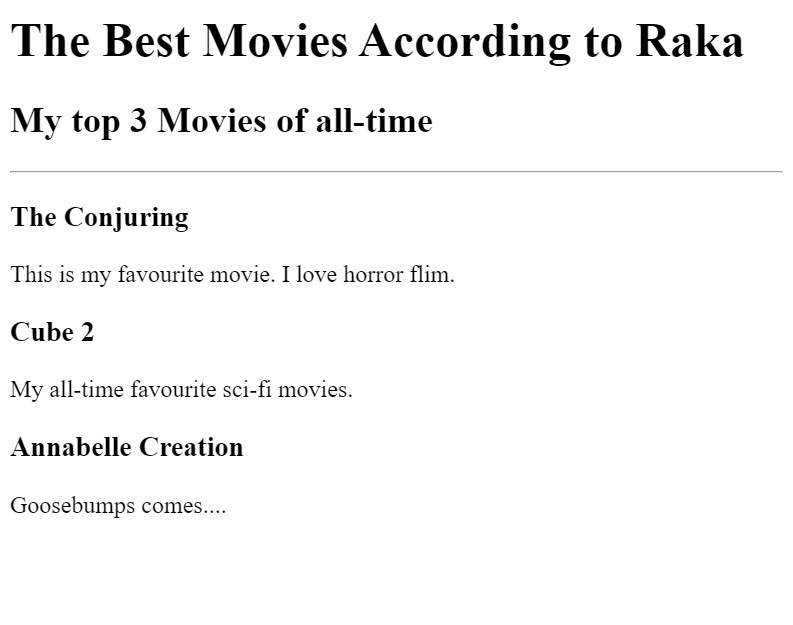 The Best Movies According to Raka
My top 3 Movies of all-time
The Conjuring
This is my favourite movie. I love horror flim.
Cube 2
My all-time favourite sci-fi movies.
Annabelle Creation
Goosebumps comes....